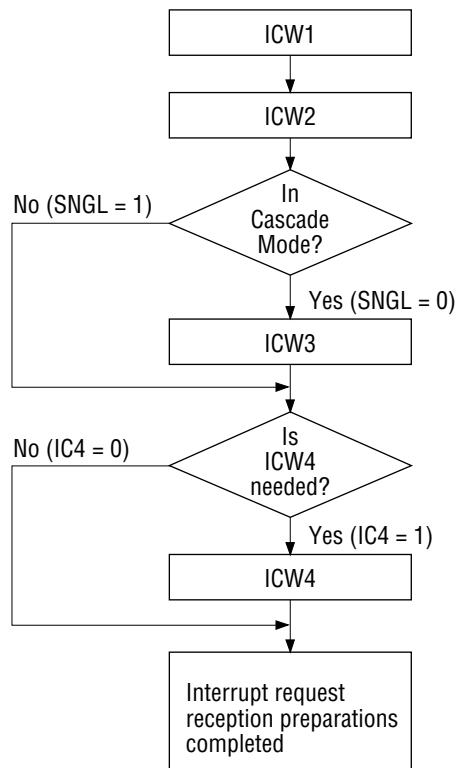 ICW1
ICW2
In
Cascade
Mode?
No (SNGL = 1)
Yes (SNGL = 0)
ICW3
Is
ICW4
needed?
No (IC4 = 0)
Yes (IC4 = 1)
ICW4
Interrupt request
reception preparations
completed